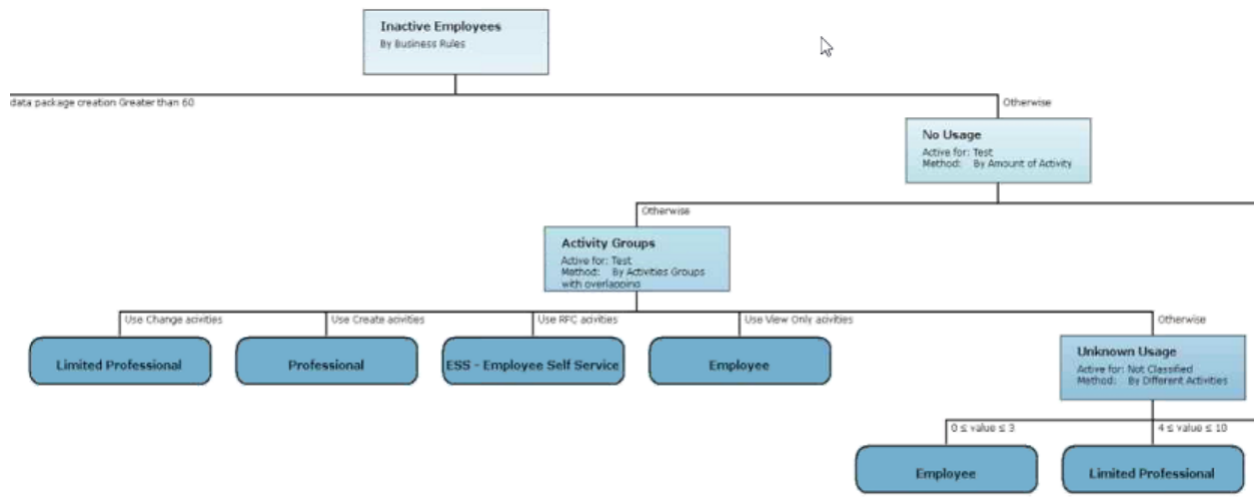 Inactive Employees
By Business Rules
data package creation Greater than 60
Otherwise
No Usage
Active for: Test
Method: By Amount of Activity
Otherwise
Activity Groups
Active for: Test
Method: By Activities Groups
with overlapping
Use Change acivities
Use Create acivities
Use RFC acivities
Use View Only acivities
Otherwise
Limited Professional
Professional
ESS - Employee Self Service
Employee
Unknown Usage
Active for: Not Classified
Method: By Different Activities
0 ≤ value ≤ 3
4 ≤ value ≤ 10
Employee
Limited Professional